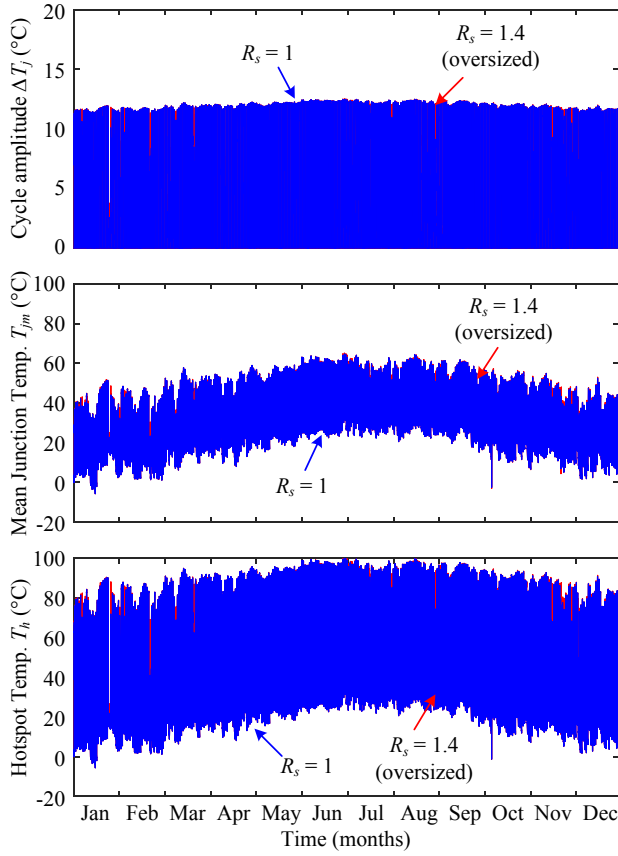 20
15
10
5
0
Cycle amplitude ΔTj (°C)
Rs = 1
Rs = 1.4
(oversized)
100
80
60
40
20
0
-20
Mean Junction Temp. Tjm (°C)
Rs = 1.4
(oversized)
Rs = 1
100
80
60
40
20
0
-20
Hotspot Temp. Th (°C)
Rs = 1
Rs = 1.4
(oversized)
Jan Feb Mar Apr May Jun Jul Aug Sep Oct Nov Dec
Time (months)